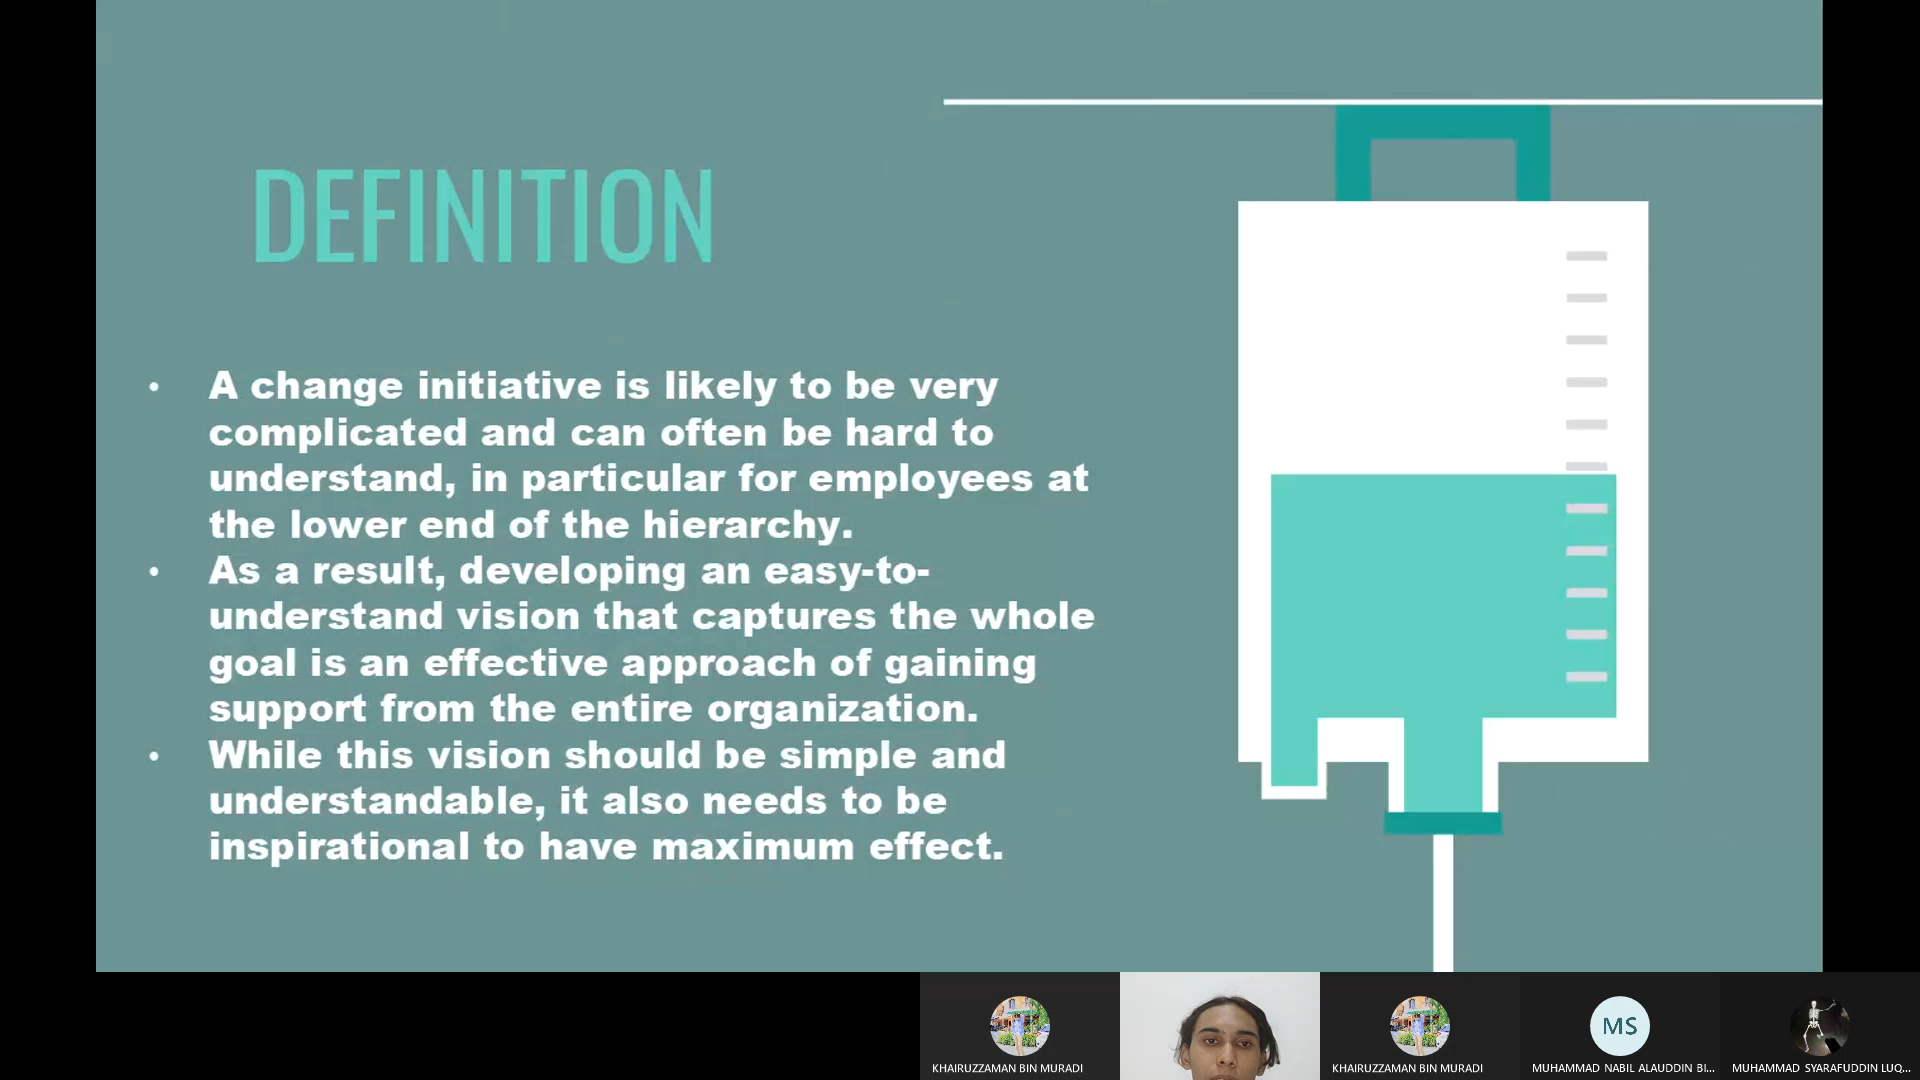 DEFINITION
• A change initiative is likely to be very
complicated and can often be hard to
understand, in particular for employees at
the lower end of the hierarchy.
• As a result, developing an easy-to-
understand vision that captures the whole
goal is an effective approach of gaining
support from the entire organization.
• While this vision should be simple and
understandable, it also needs to be
inspirational to have maximum effect.
MS
KHAIRUZZAMAN BIN MURADI
KHAIRUZZAMAN BIN MURADI
MUHAMMAD NABIL ALAUDDIN BI...
MUHAMMAD SYARAFUDDIN LUQ...